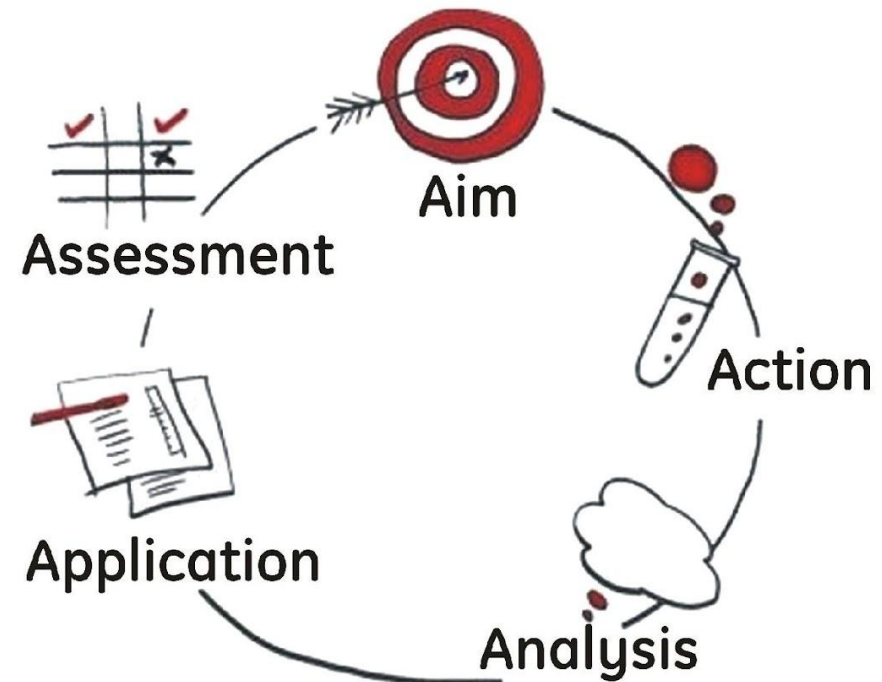 Aim
Action
Analysis
Application
Assessment